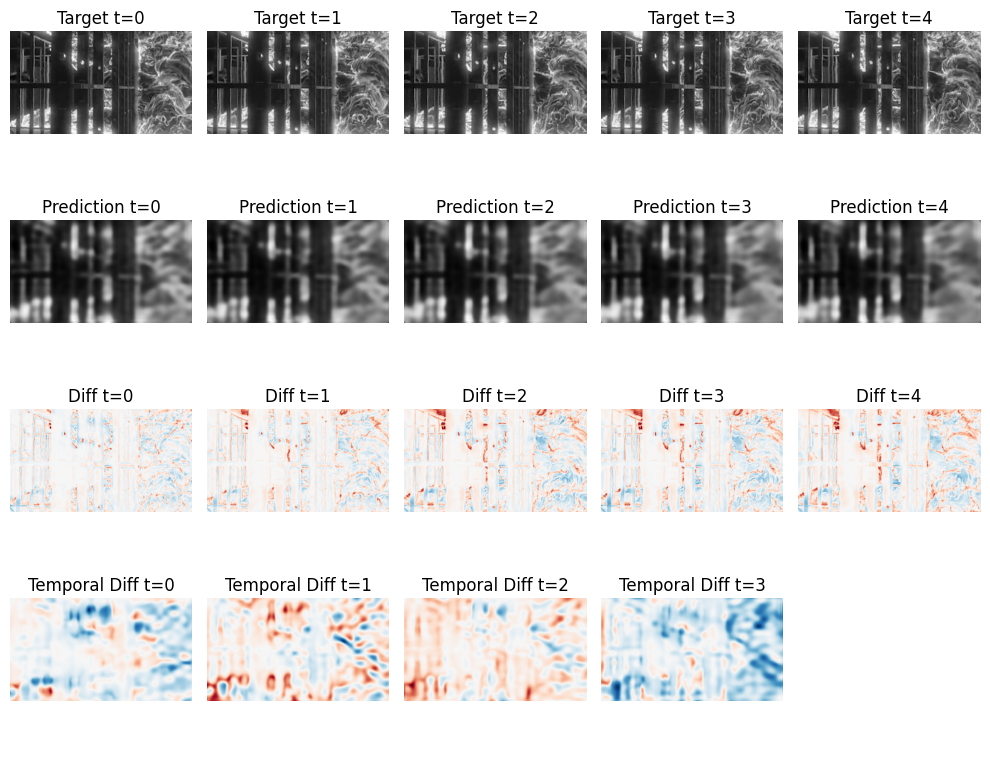 Target t=0 Target t=1 Target t=2 Target t=3 Target t=4
Prediction t=0 Prediction t=1 Prediction t=2 Prediction t=3 Prediction t=4
Diff t=0 Diff t=1 Diff t=2 Diff t=3 Diff t=4
Temporal Diff t=0 Temporal Diff t=1 Temporal Diff t=2 Temporal Diff t=3